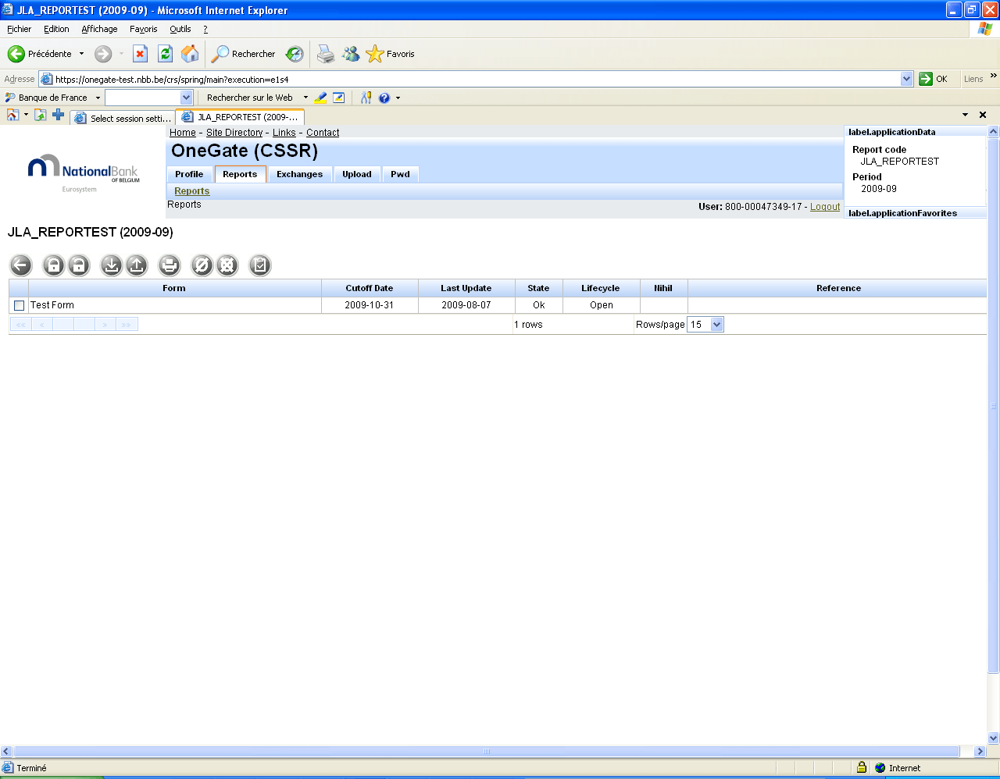 JLA_REPORTEST (2009-09) - Microsoft Internet Explorer
Fichier Edition Affichage Favoris Outils ?
Précédente Rechercher Favoris
Adresse https://onegate-test.nbb.be/crs/spring/main?execution=e1s4 OK Liens »
Banque de France Rechercher sur le Web
Select session setti... JLA_REPORTEST (2009-...
Home - Site Directory - Links - Contact
label.applicationData
OneGate (CSSR)
Report code
JLA_REPORTEST
NationalBank
OF BELGIUM
Eurosystem
Profile Reports Exchanges Upload Pwd
Period
2009-09
Reports
Reports
User: 800-00047349-17 - Logout
label.applicationFavorites
JLA_REPORTEST (2009-09)
Form Cutoff Date Last Update State Lifecycle Nihil Reference
Test Form 2009-10-31 2009-08-07 Ok Open
«« « » »» 1 rows Rows/page 15
Terminé Internet